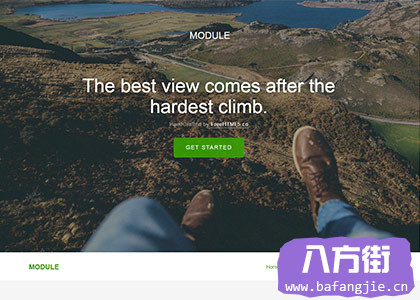 MODULE
The best view comes after the
hardest climb.
by FreeHTML5.co
GET STARTED
MODULE
Home
八方街
www.bafangjie.cn